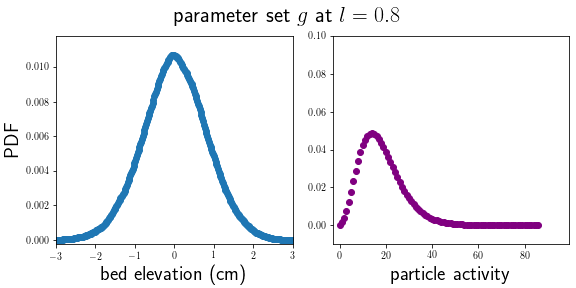 parameter set g at l = 0.8
PDF
0.010
0.008
0.006
0.004
0.002
0.000
−3 −2 −1 0 1 2 3
bed elevation (cm)
0.10
0.08
0.06
0.04
0.02
0.00
0 20 40 60 80
particle activity